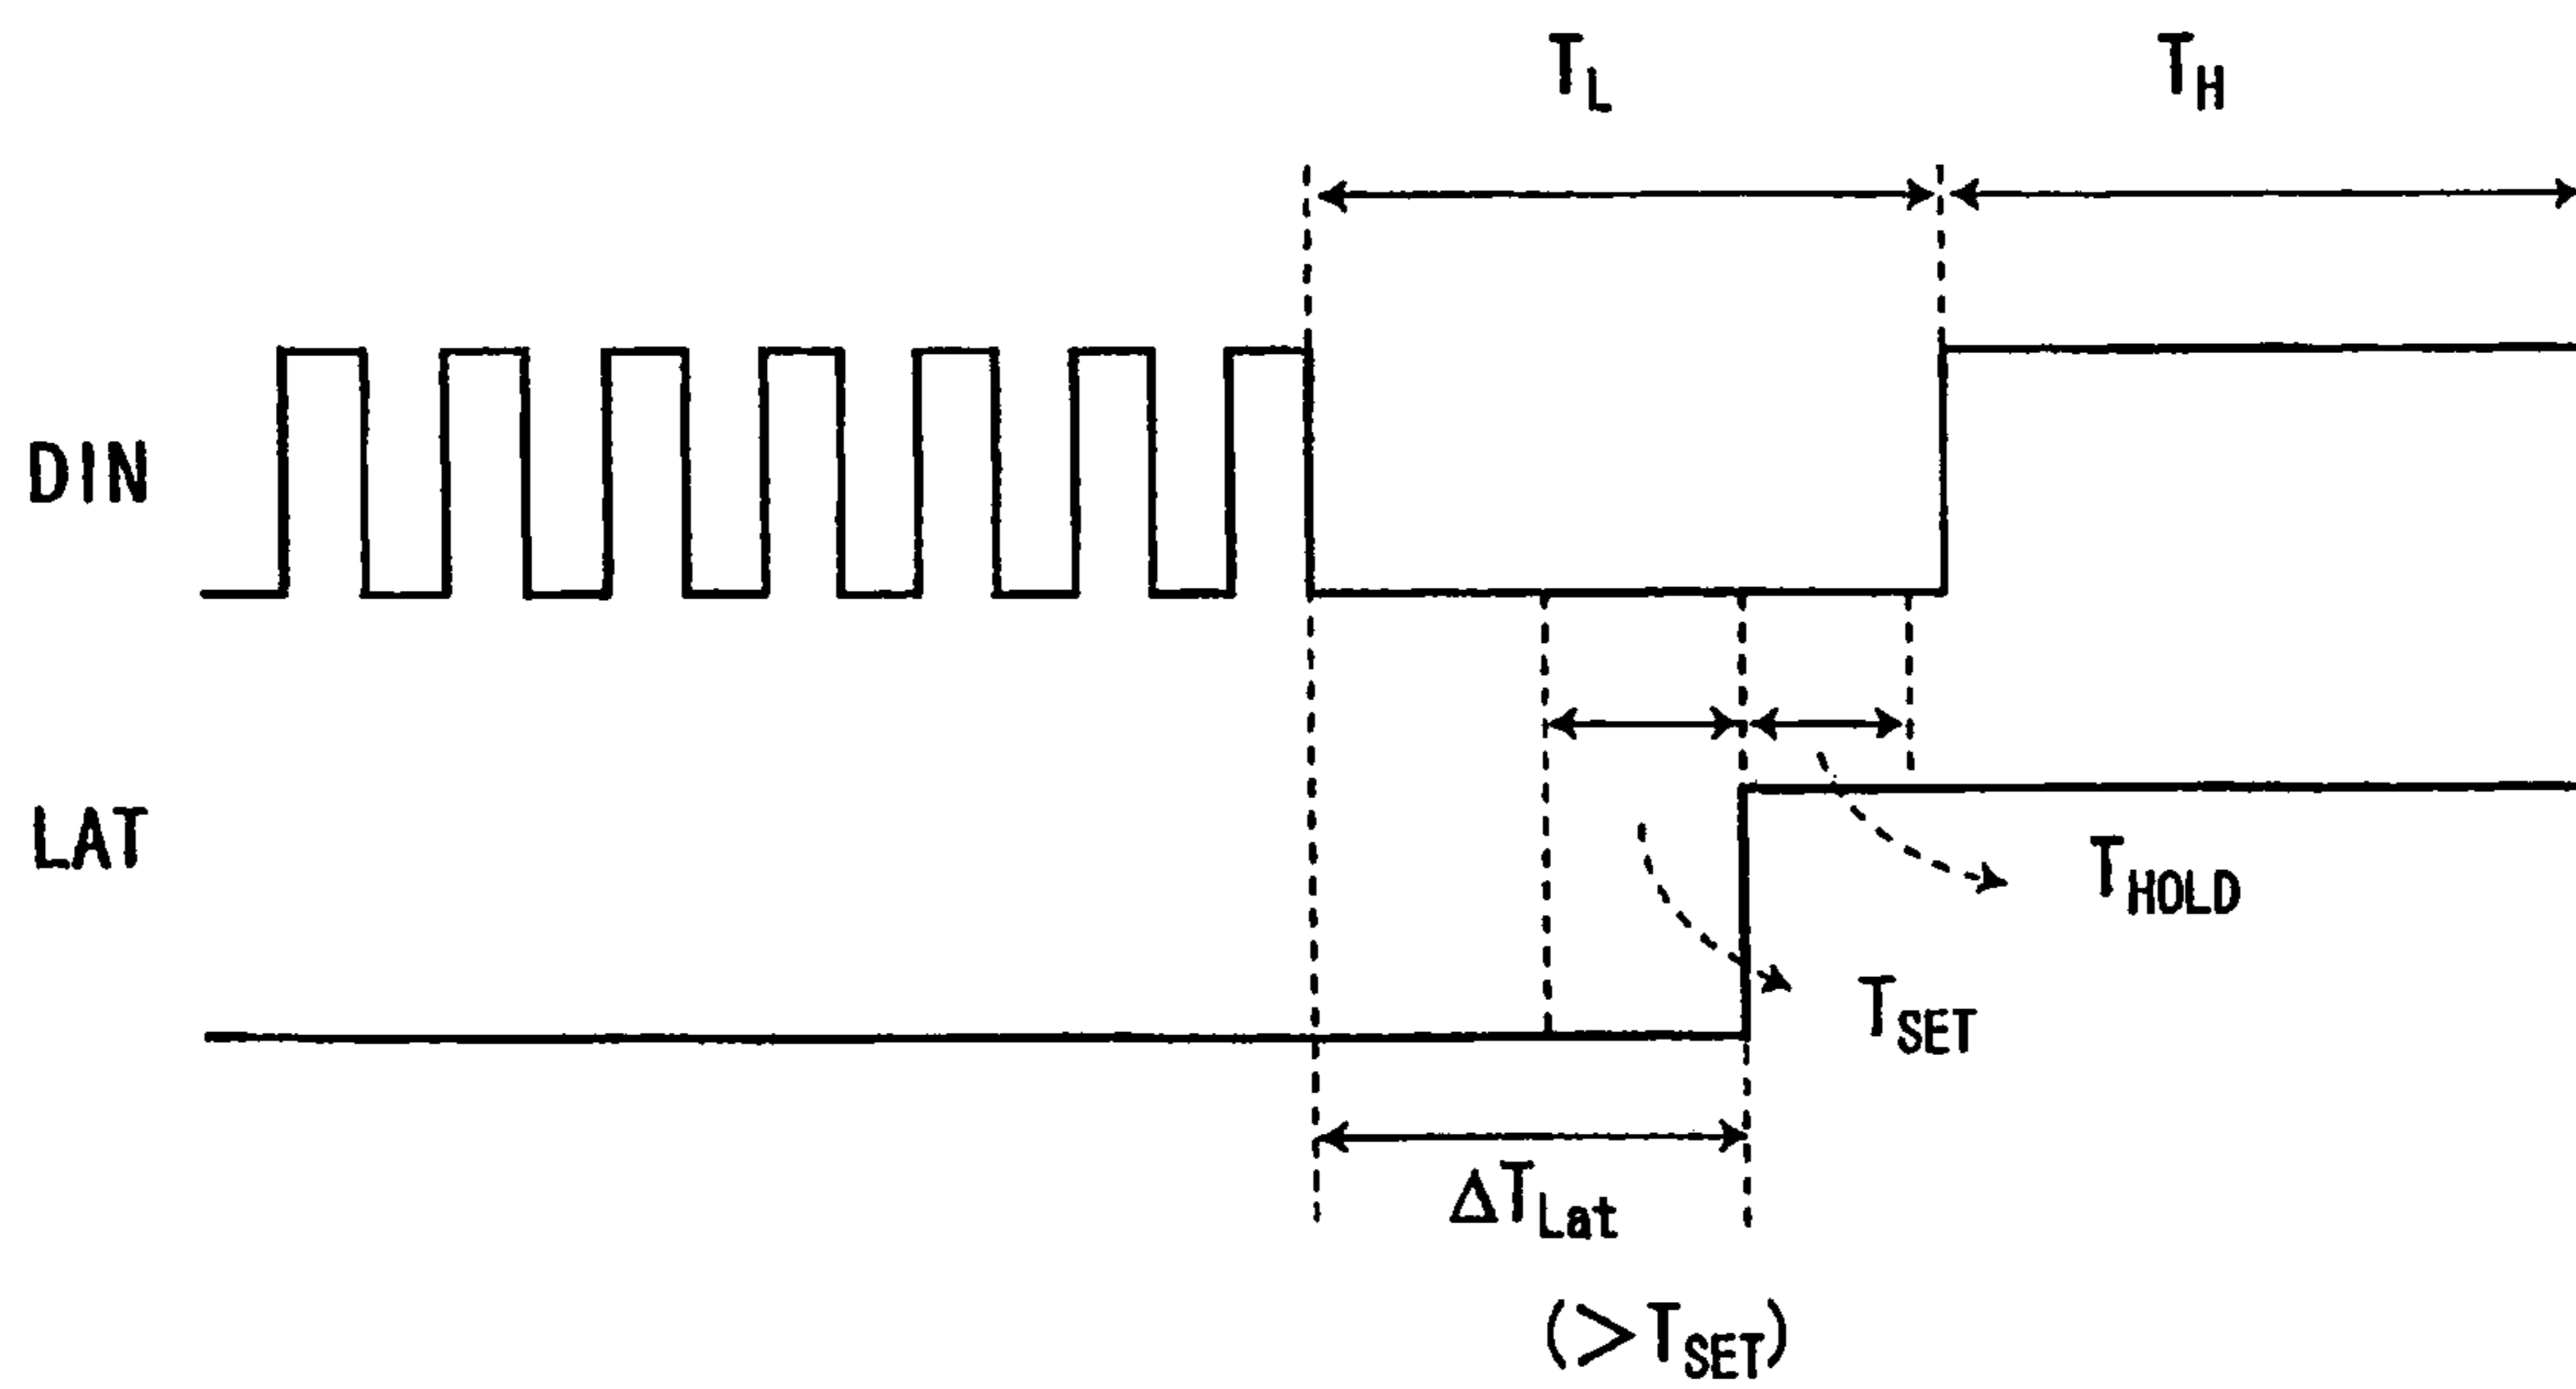 T_L
T_H
DIN
LAT
T_HOLD
T_SET
ΔT_Lat
(>T_SET)